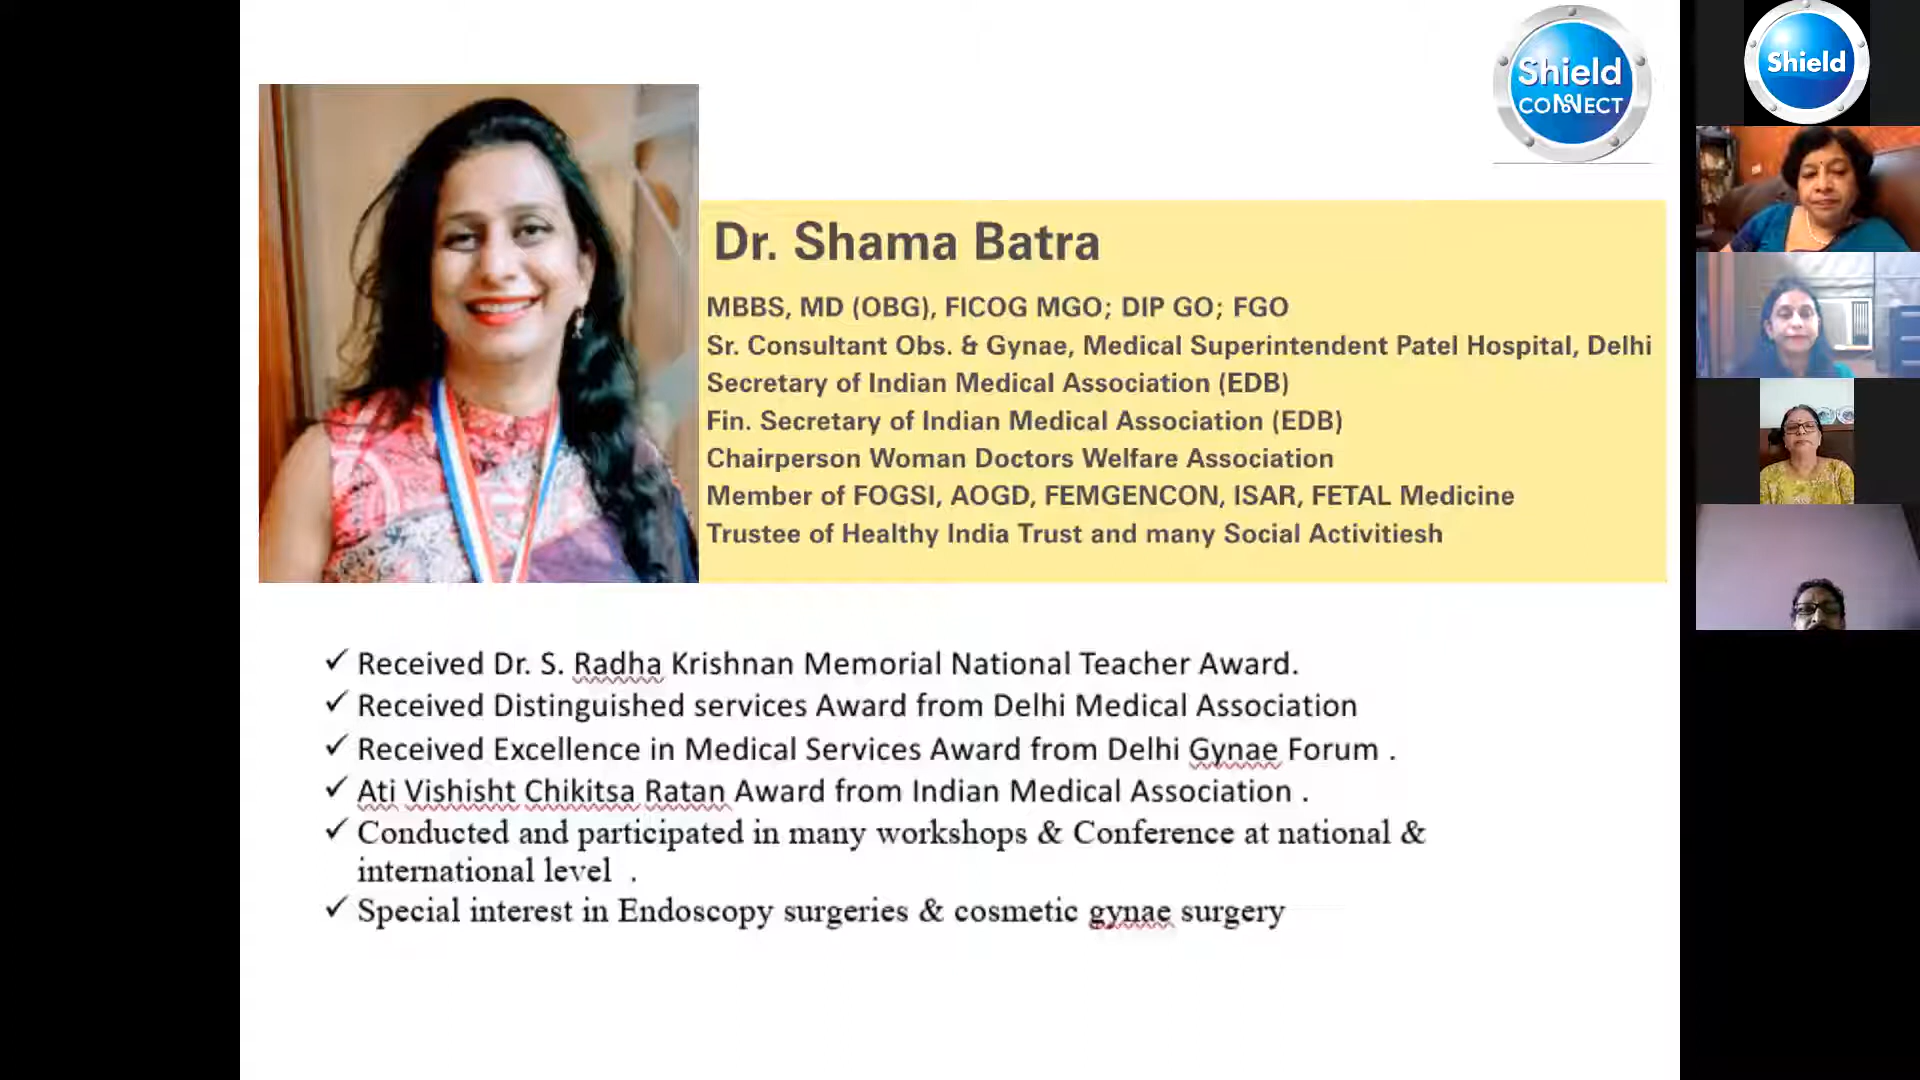 Shield
CONNECT
Shield
Dr. Shama Batra
MBBS, MD (OBG), FICOG MGO; DIP GO; FGO
Sr. Consultant Obs. & Gynae, Medical Superintendent Patel Hospital, Delhi
Secretary of Indian Medical Association (EDB)
Fin. Secretary of Indian Medical Association (EDB)
Chairperson Woman Doctors Welfare Association
Member of FOGSI, AOGD, FEMGENCON, ISAR, FETAL Medicine
Trustee of Healthy India Trust and many Social Activitiesh
✓ Received Dr. S. Radha Krishnan Memorial National Teacher Award.
✓ Received Distinguished services Award from Delhi Medical Association
✓ Received Excellence in Medical Services Award from Delhi Gynae Forum .
✓ Ati Vishisht Chikitsa Ratan Award from Indian Medical Association .
✓ Conducted and participated in many workshops & Conference at national &
international level .
✓ Special interest in Endoscopy surgeries & cosmetic gynae surgery